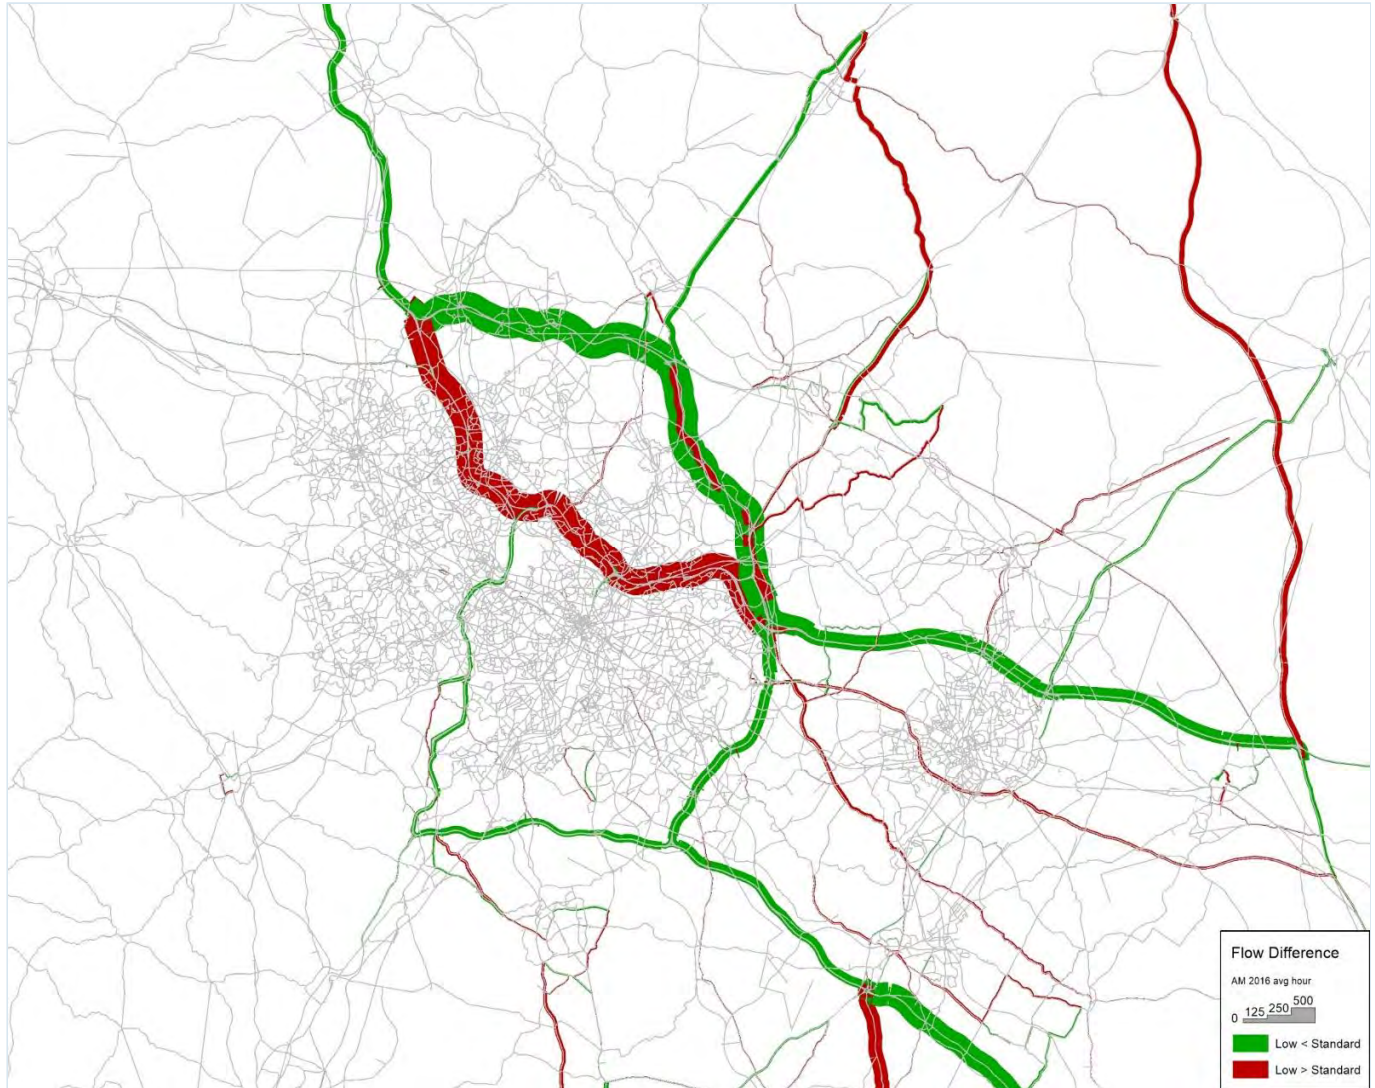 Flow Difference
AM 2016 avg hour
0 125 250 500
Low < Standard
Low > Standard